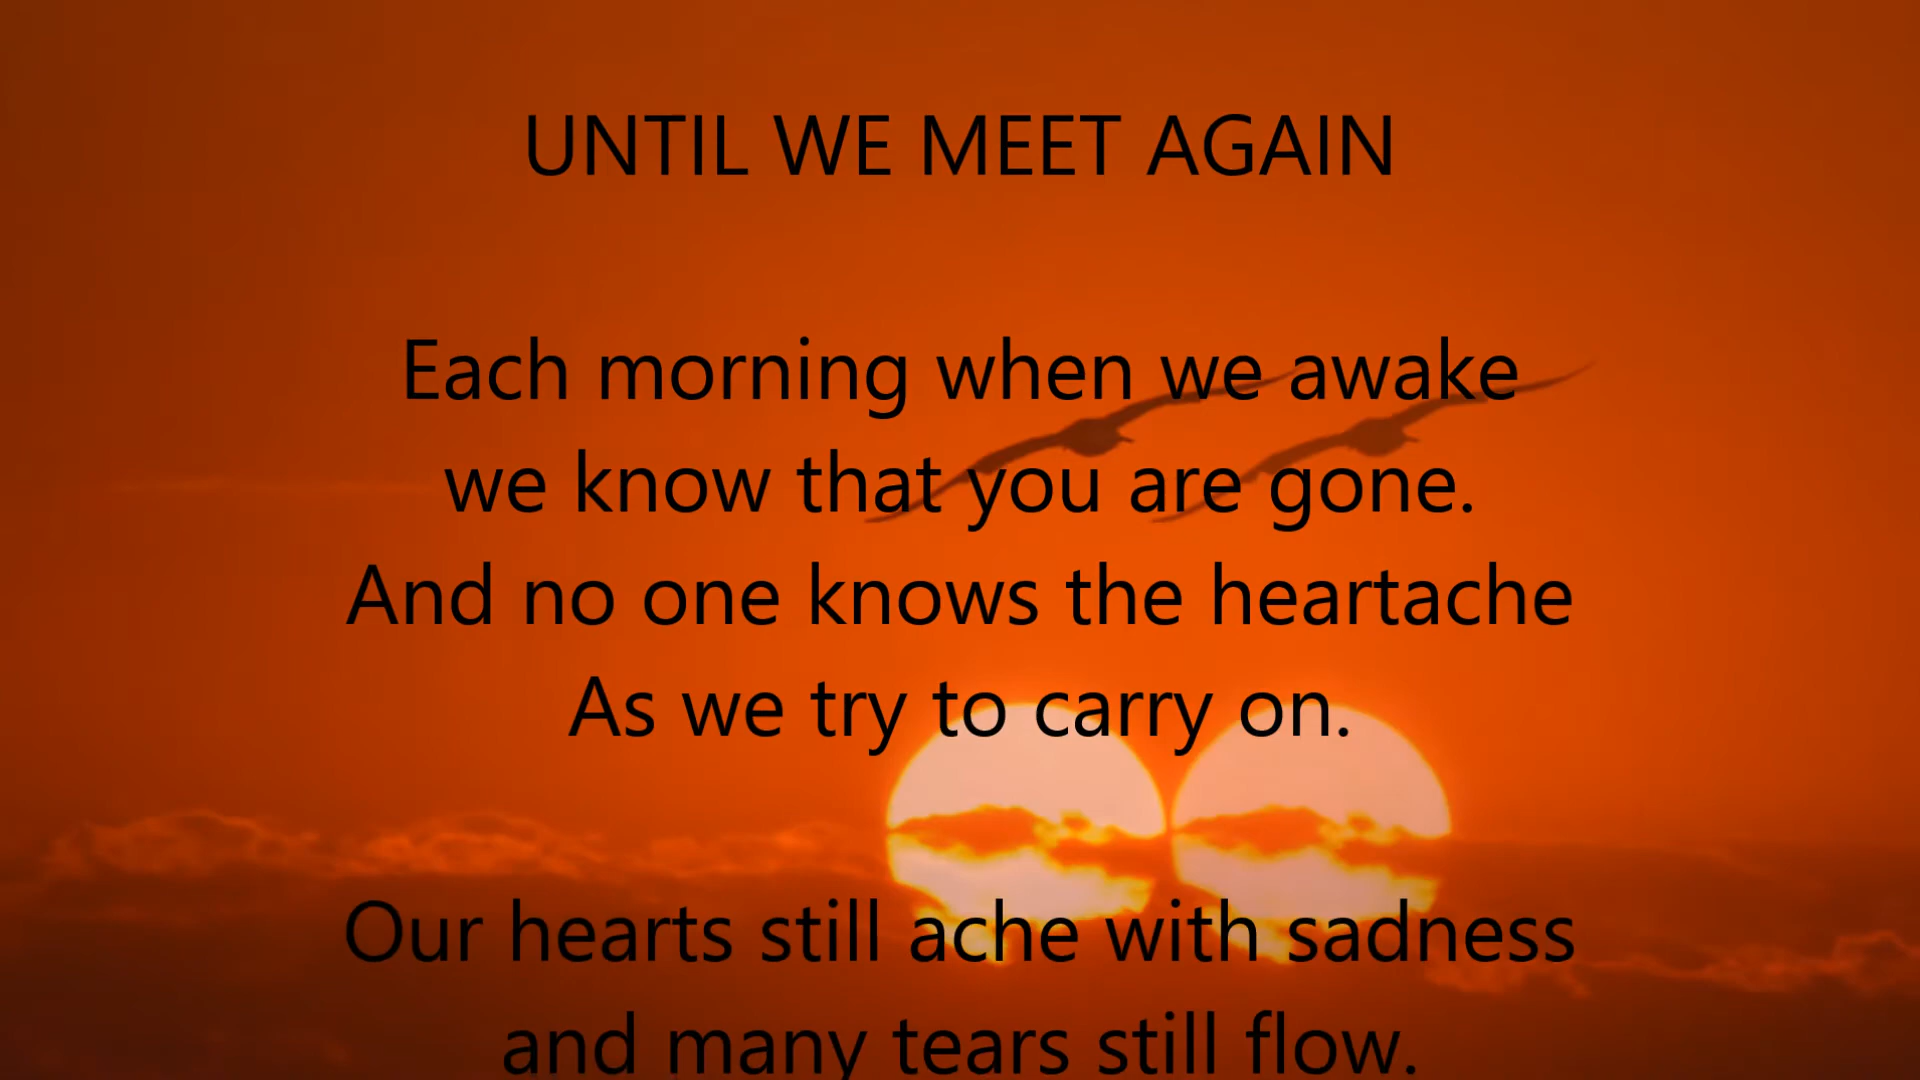 UNTIL WE MEET AGAIN
Each morning when we awake
we know that you are gone.
And no one knows the heartache
As we try to carry on.
Our hearts still ache with sadness
and many tears still flow.